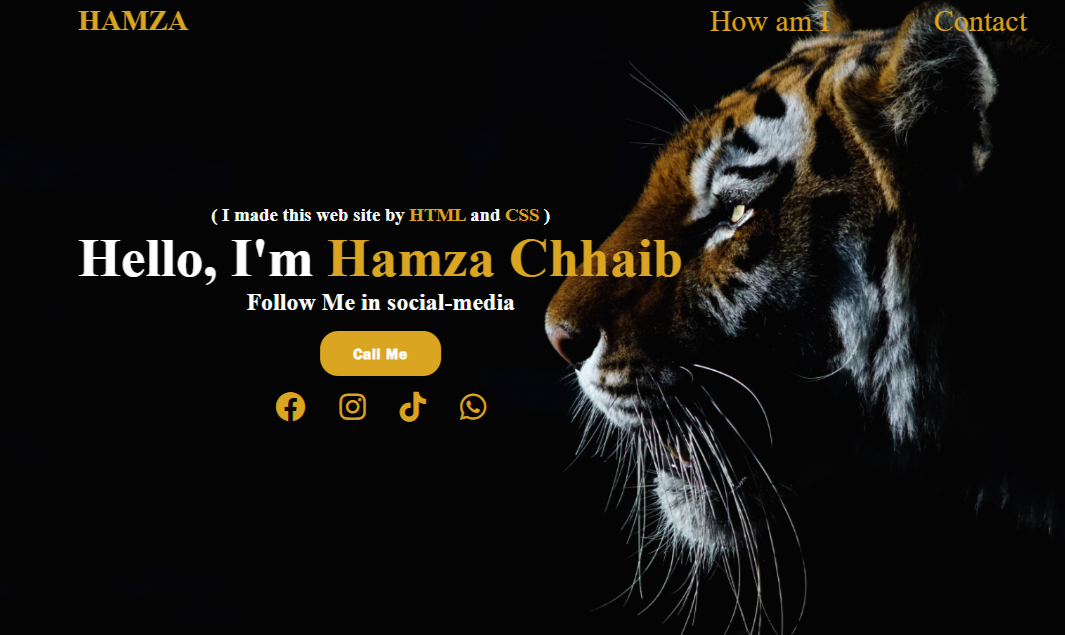 HAMZA How am I Contact
( I made this web site by HTML and CSS )
Hello, I'm Hamza Chhaib
Follow Me in social-media
Call Me